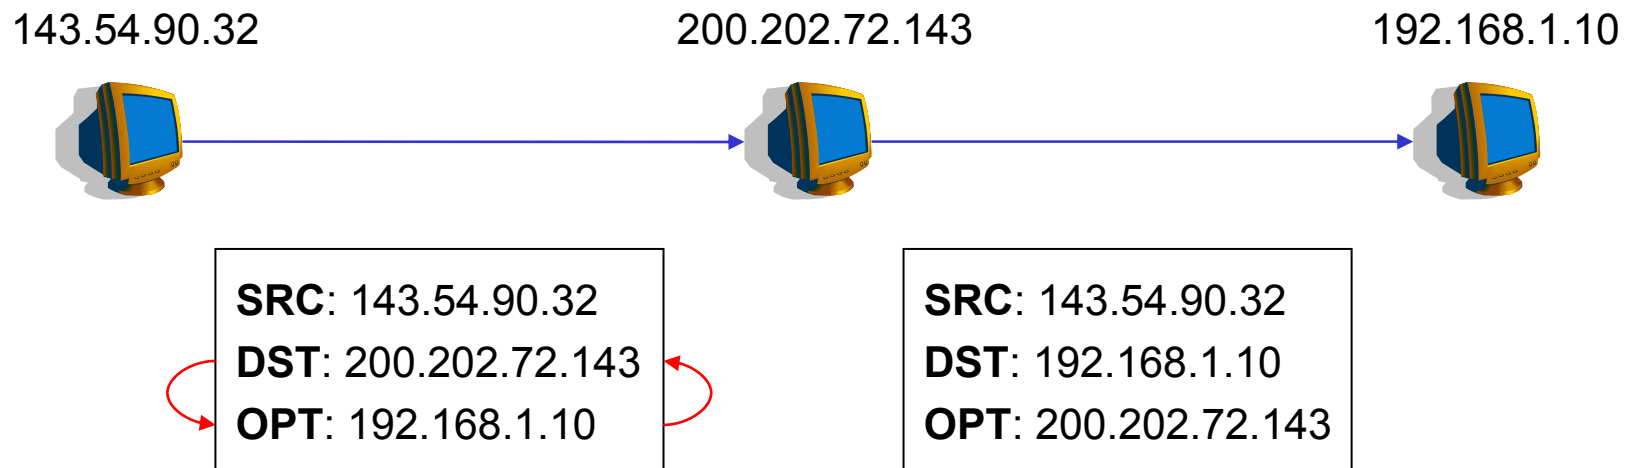 143.54.90.32
200.202.72.143
192.168.1.10
SRC: 143.54.90.32
DST: 200.202.72.143
OPT: 192.168.1.10
SRC: 143.54.90.32
DST: 192.168.1.10
OPT: 200.202.72.143